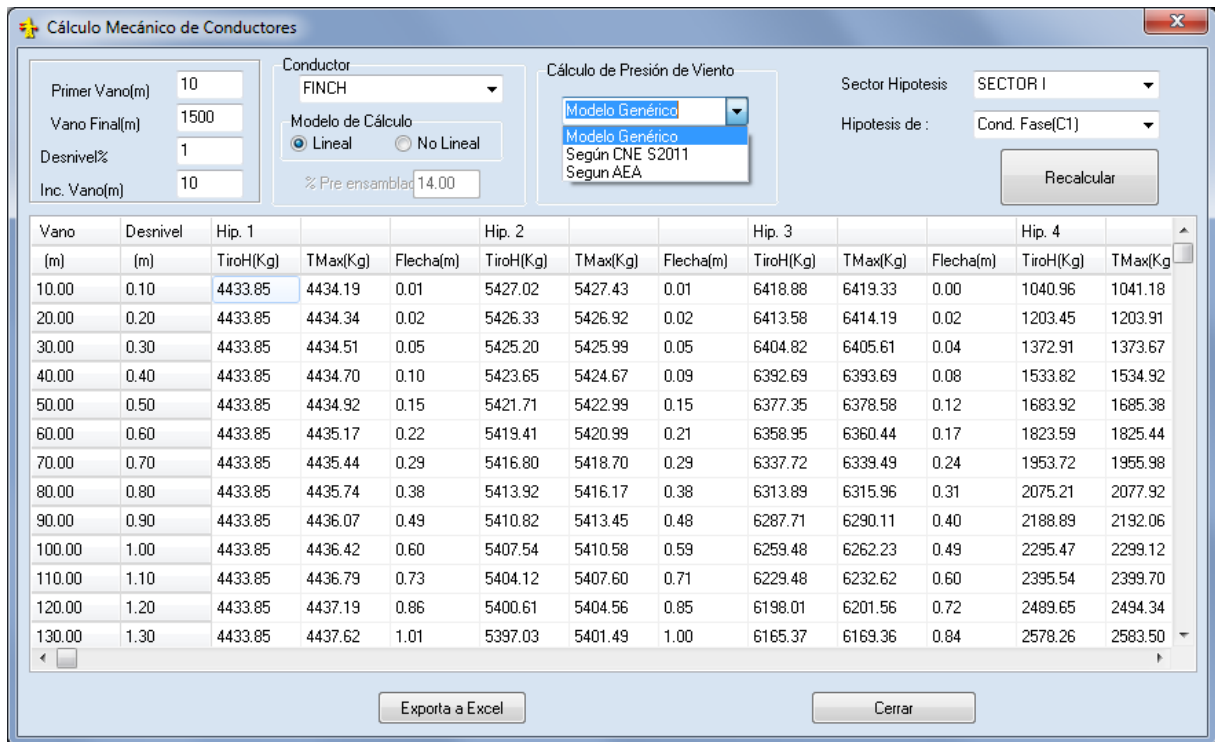 Cálculo Mecánico de Conductores
Primer Vano(m) 10
Vano Final(m) 1500
Desnivel% 1
Inc. Vano(m) 10
Conductor
FINCH
Modelo de Cálculo
Lineal No Lineal
% Pre ensamblac 14.00
Cálculo de Presión de Viento
Modelo Genérico
Modelo Genérico
Según CNE S2011
Segun AEA
Sector Hipotesis SECTOR I
Hipotesis de : Cond. Fase(C1)
Recalcular
Vano Desnivel Hip. 1 Hip. 2 Hip. 3 Hip. 4
(m) (m) TiroH(Kg) TMax(Kg) Flecha(m) TiroH(Kg) TMax(Kg) Flecha(m) TiroH(Kg) TMax(Kg) Flecha(m) TiroH(Kg) TMax(Kg
10.00 0.10 4433.85 4434.19 0.01 5427.02 5427.43 0.01 6418.88 6419.33 0.00 1040.96 1041.18
20.00 0.20 4433.85 4434.34 0.02 5426.33 5426.92 0.02 6413.58 6414.19 0.02 1203.45 1203.91
30.00 0.30 4433.85 4434.51 0.05 5425.20 5425.99 0.05 6404.82 6405.61 0.04 1372.91 1373.67
40.00 0.40 4433.85 4434.70 0.10 5423.65 5424.67 0.09 6392.69 6393.69 0.08 1533.82 1534.92
50.00 0.50 4433.85 4434.92 0.15 5421.71 5422.99 0.15 6377.35 6378.58 0.12 1683.92 1685.38
60.00 0.60 4433.85 4435.17 0.22 5419.41 5420.99 0.21 6358.95 6360.44 0.17 1823.59 1825.44
70.00 0.70 4433.85 4435.44 0.29 5416.80 5418.70 0.29 6337.72 6339.49 0.24 1953.72 1955.98
80.00 0.80 4433.85 4435.74 0.38 5413.92 5416.17 0.38 6313.89 6315.96 0.31 2075.21 2077.92
90.00 0.90 4433.85 4436.07 0.49 5410.82 5413.45 0.48 6287.71 6290.11 0.40 2188.89 2192.06
100.00 1.00 4433.85 4436.42 0.60 5407.54 5410.58 0.59 6259.48 6262.23 0.49 2295.47 2299.12
110.00 1.10 4433.85 4436.79 0.73 5404.12 5407.60 0.71 6229.48 6232.62 0.60 2395.54 2399.70
120.00 1.20 4433.85 4437.19 0.86 5400.61 5404.56 0.85 6198.01 6201.56 0.72 2489.65 2494.34
130.00 1.30 4433.85 4437.62 1.01 5397.03 5401.49 1.00 6165.37 6169.36 0.84 2578.26 2583.50
Exporta a Excel
Cerrar